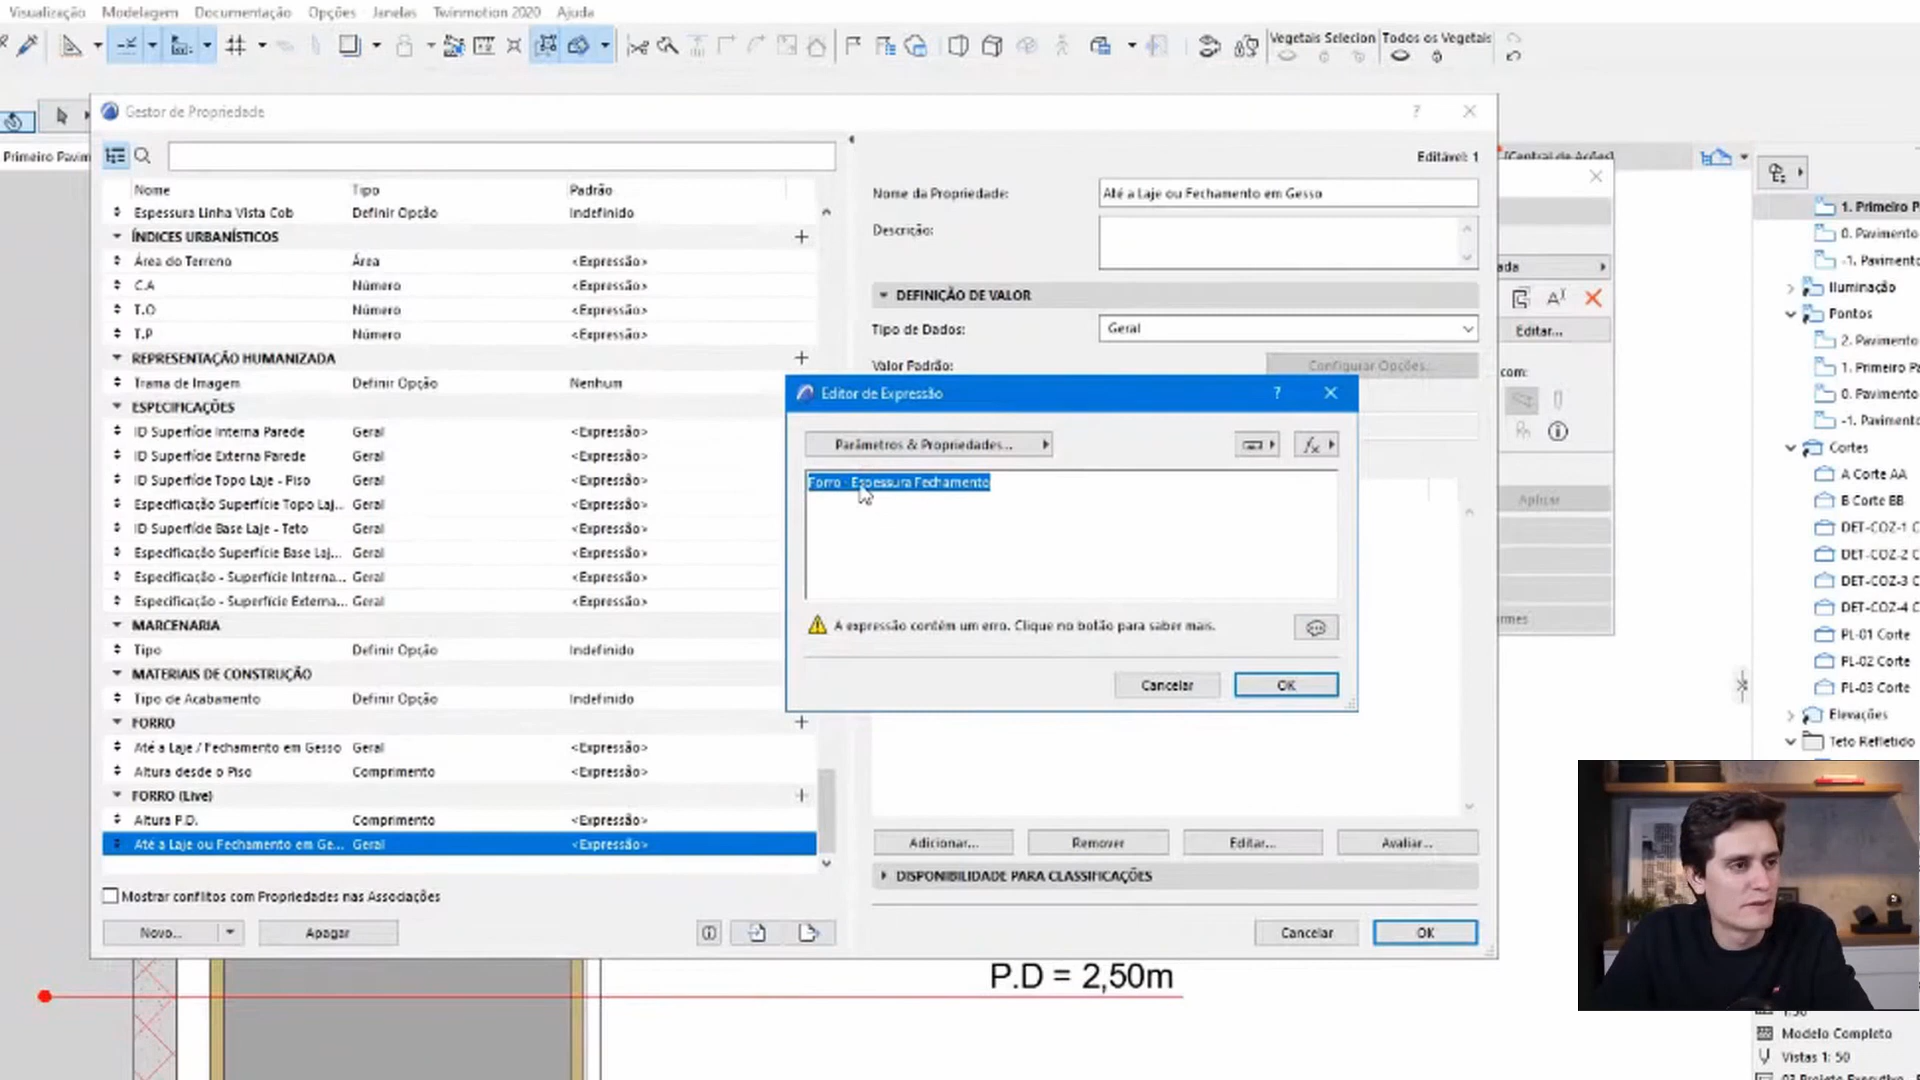 Visualização Modelagem Documentação Opções Janelas Twinmotion 2020 Ajuda
Vegetais Selecion Todos os Vegetais
Gestor de Propriedade
Primeiro Pavim
[Central de Ações]
Editável: 1
Nome Tipo Padrão
Espessura Linha Vista Cob Definir Opção Indefinido
ÍNDICES URBANÍSTICOS
Área do Terreno Área <Expressão>
C.A Número <Expressão>
T.O Número <Expressão>
T.P Número <Expressão>
REPRESENTAÇÃO HUMANIZADA
Trama de Imagem Definir Opção Nenhum
ESPECIFICAÇÕES
ID Superfície Interna Parede Geral <Expressão>
ID Superfície Externa Parede Geral <Expressão>
ID Superfície Topo Laje - Piso Geral <Expressão>
Especificação Superfície Topo Laj... Geral <Expressão>
ID Superfície Base Laje - Teto Geral <Expressão>
Especificação Superfície Base Laj... Geral <Expressão>
Especificação - Superfície Interna... Geral <Expressão>
Especificação - Superfície Externa... Geral <Expressão>
MARCENARIA
Tipo Definir Opção Indefinido
MATERIAIS DE CONSTRUÇÃO
Tipo de Acabamento Definir Opção Indefinido
FORRO
Até a Laje / Fechamento em Gesso Geral <Expressão>
Altura desde o Piso Comprimento <Expressão>
FORRO (Live)
Altura P.D. Comprimento <Expressão>
Até a Laje ou Fechamento em Ge... Geral <Expressão>
Mostrar conflitos com Propriedades nas Associações
Novo... Apagar
Nome da Propriedade: Até a Laje ou Fechamento em Gesso
Descrição:
DEFINIÇÃO DE VALOR
Tipo de Dados: Geral
Valor Padrão: Configurar Opções...
Editor de Expressão
Parâmetros & Propriedades...
Forro - Espessura Fechamento
A expressão contém um erro. Clique no botão para saber mais.
Cancelar OK
Adicionar... Remover Editar... Avaliar...
DISPONIBILIDADE PARA CLASSIFICAÇÕES
Cancelar OK
ada
Editar...
com:
Aplicar
rmes
1. Primeiro P
0. Pavimento
-1. Pavimento
Iluminação
Pontos
2. Pavimento
1. Primeiro Pa
0. Pavimento
-1. Pavimento
Cortes
A Corte AA
B Corte BB
DET-COZ-1 C
DET-COZ-2 C
DET-COZ-3 C
DET-COZ-4 C
PL-01 Corte
PL-02 Corte
PL-03 Corte
Elevações
Teto Refletido
P.D = 2,50m
1:50
Modelo Completo
Vistas 1: 50
03 Projeto Executivo -